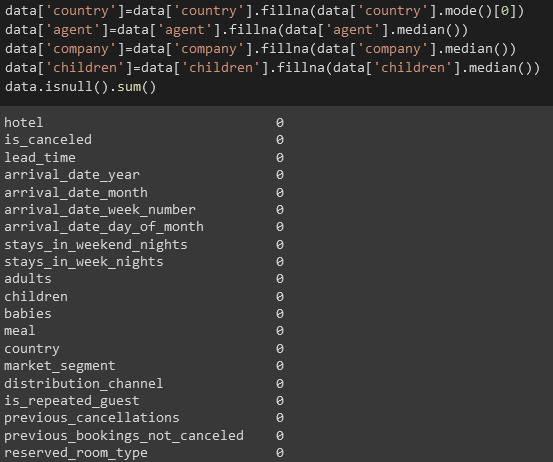 data['country']=data['country'].fillna(data['country'].mode()[0])
data['agent']=data['agent'].fillna(data['agent'].median())
data['company']=data['company'].fillna(data['company'].median())
data['children']=data['children'].fillna(data['children'].median())
data.isnull().sum()
hotel 0
is_canceled 0
lead_time 0
arrival_date_year 0
arrival_date_month 0
arrival_date_week_number 0
arrival_date_day_of_month 0
stays_in_weekend_nights 0
stays_in_week_nights 0
adults 0
children 0
babies 0
meal 0
country 0
market_segment 0
distribution_channel 0
is_repeated_guest 0
previous_cancellations 0
previous_bookings_not_canceled 0
reserved_room_type 0